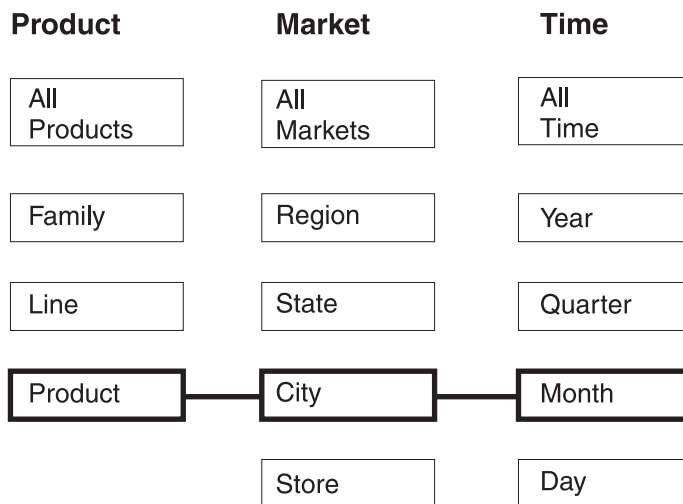 Product Market Time
All
Products
All
Markets
All
Time
Family Region Year
Line State Quarter
Product City Month
Store Day